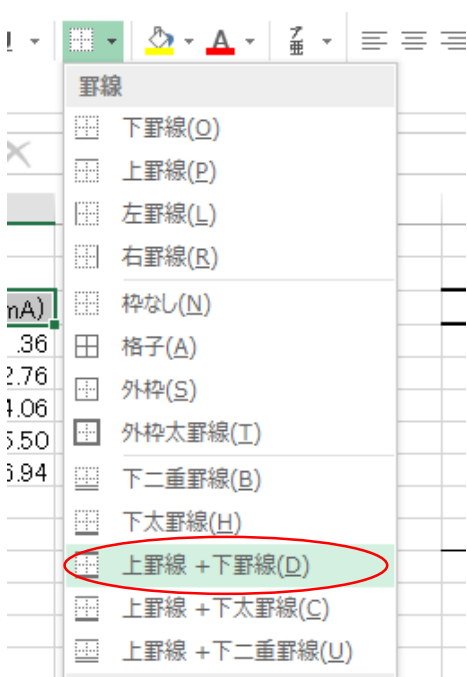 A
ア
亜
罫線
下罫線(O)
上罫線(P)
左罫線(L)
右罫線(R)
枠なし(N)
mA)
格子(A)
.36
外枠(S)
2.76
4.06
外枠太罫線(T)
5.50
6.94
下二重罫線(B)
下太罫線(H)
上罫線 +下罫線(D)
上罫線 +下太罫線(C)
上罫線 +下二重罫線(U)